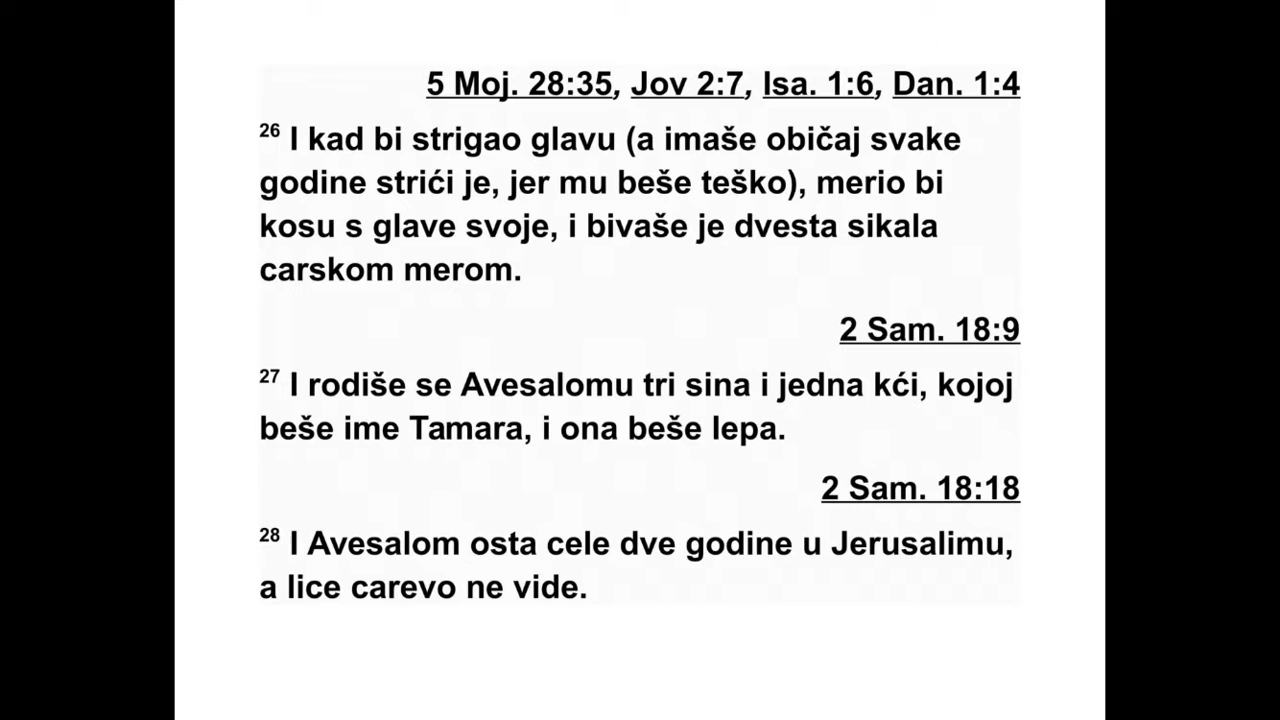 5 Moj. 28:35, Jov 2:7, Isa. 1:6, Dan. 1:4
26 I kad bi strigao glavu (a imaše običaj svake
godine strići je, jer mu beše teško), merio bi
kosu s glave svoje, i bivaše je dvesta sikala
carskom merom.
2 Sam. 18:9
27 I rodiše se Avesalomu tri sina i jedna kći, kojoj
beše ime Tamara, i ona beše lepa.
2 Sam. 18:18
28 I Avesalom osta cele dve godine u Jerusalimu,
a lice carevo ne vide.